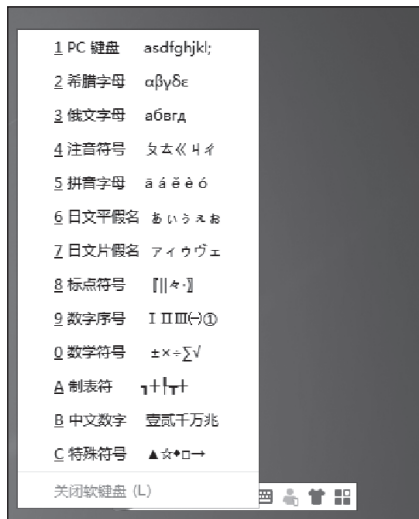 1 PC 键盘 asdfghjkl;
2 希腊字母 αβγδε
3 俄文字母 абвгд
4 注音符号 ㄆㄊㄍㄐㄔ
5 拼音字母 āáěèó
6 日文平假名 あぃぅぇぉ
7 日文片假名 アィゥヴェ
8 标点符号 〖‖々·〗
9 数字序号 ⅠⅡⅢ㈠①
0 数学符号 ±×÷∑√
A 制表符 ┓┼┞┳┼
B 中文数字 壹贰千万兆
C 特殊符号 ▲☆◆□→
关闭软键盘 (L)